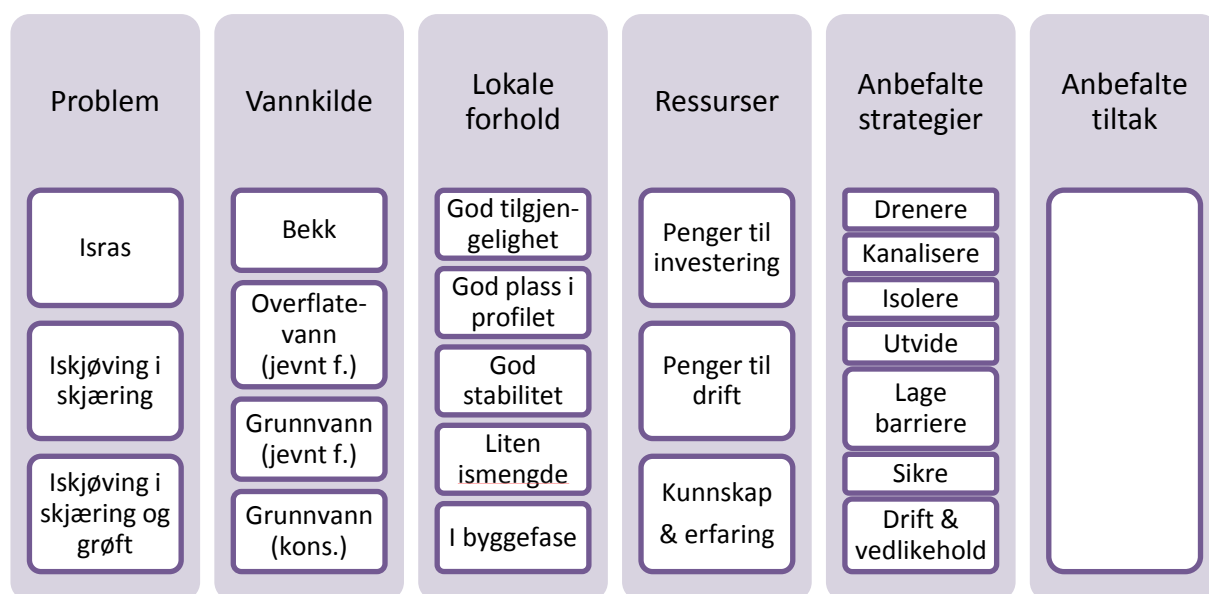 Problem
Isras
Iskjøving i
skjæring
Iskjøving i
skjæring og
grøft
Vannkilde
Bekk
Overflate-
vann
(jevnt f.)
Grunnvann
(jevnt f.)
Grunnvann
(kons.)
Lokale
forhold
God tilgjen-
gelighet
God plass i
profilet
God
stabilitet
Liten
ismengde
I byggefase
Ressurser
Penger til
investering
Penger til
drift
Kunnskap
& erfaring
Anbefalte
strategier
Drenere
Kanalisere
Isolere
Utvide
Lage
barriere
Sikre
Drift &
vedlikehold
Anbefalte
tiltak